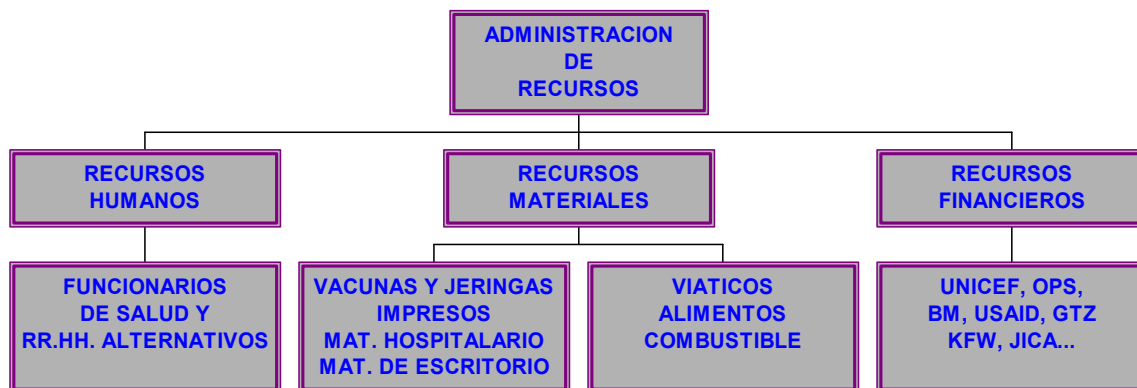 ADMINISTRACION
DE
RECURSOS
RECURSOS
HUMANOS
RECURSOS
MATERIALES
RECURSOS
FINANCIEROS
FUNCIONARIOS
DE SALUD Y
RR.HH. ALTERNATIVOS
VACUNAS Y JERINGAS
IMPRESOS
MAT. HOSPITALARIO
MAT. DE ESCRITORIO
VIATICOS
ALIMENTOS
COMBUSTIBLE
UNICEF, OPS,
BM, USAID, GTZ
KFW, JICA...